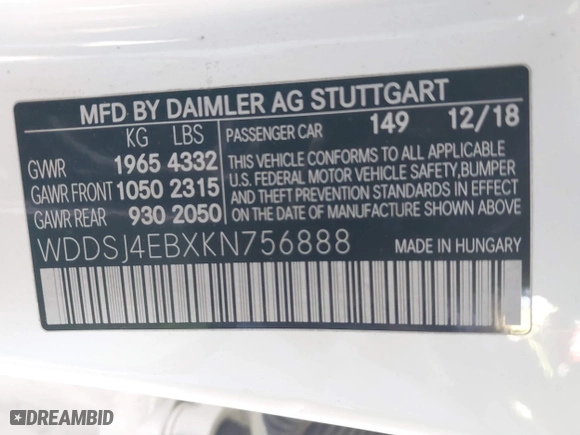 MFD BY DAIMLER AG STUTTGART
KG LBS PASSENGER CAR 149 12/18
GVWR 1965 4332 THIS VEHICLE CONFORMS TO ALL APPLICABLE
U.S. FEDERAL MOTOR VEHICLE SAFETY,BUMPER
GAWR FRONT 1050 2315 AND THEFT PREVENTION STANDARDS IN EFFECT
GAWR REAR 930 2050 ON THE DATE OF MANUFACTURE SHOWN ABOVE.
WDDSJ4EBXKN756888 MADE IN HUNGARY
DREAMBID